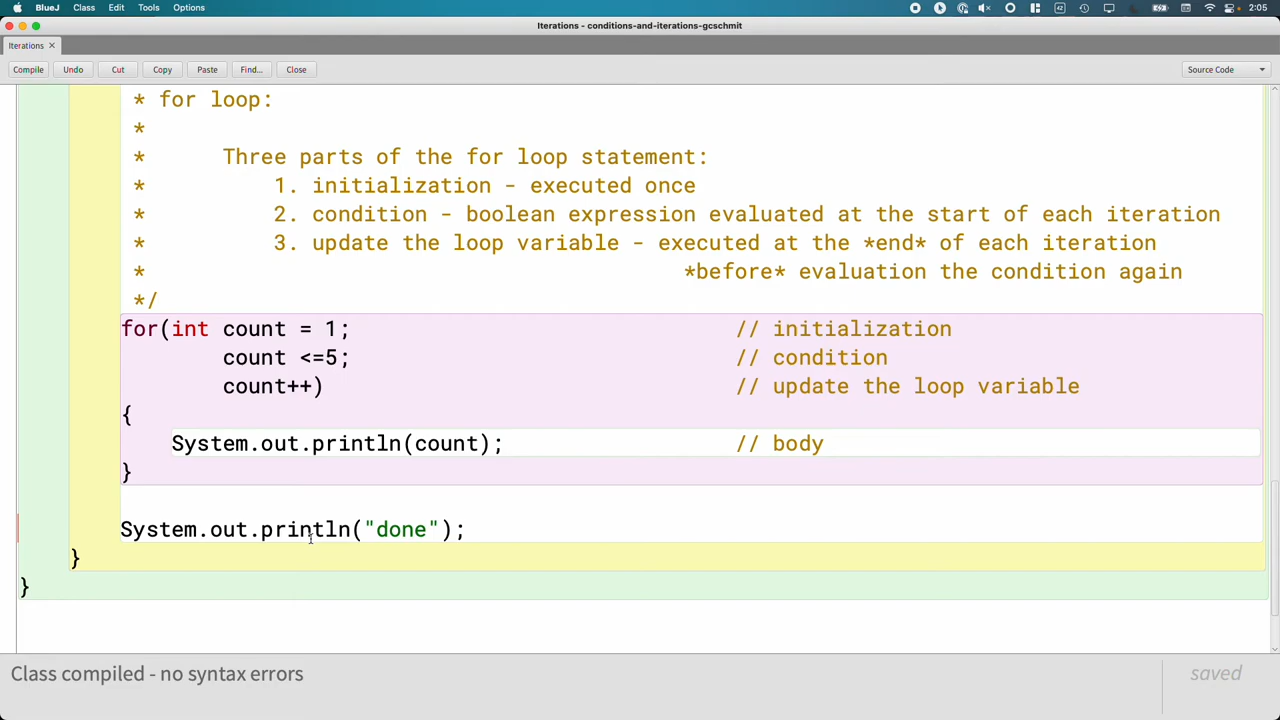 BlueJ Class Edit Tools Options 42 2:05
Iterations - conditions-and-iterations-gcschmit
Iterations ×
Compile Undo Cut Copy Paste Find... Close Source Code
* for loop:
*
* Three parts of the for loop statement:
* 1. initialization - executed once
* 2. condition - boolean expression evaluated at the start of each iteration
* 3. update the loop variable - executed at the *end* of each iteration
* *before* evaluation the condition again
*/
for(int count = 1; // initialization
count <=5; // condition
count++) // update the loop variable
{
System.out.println(count); // body
}
System.out.println("done");
}
}
Class compiled - no syntax errors saved